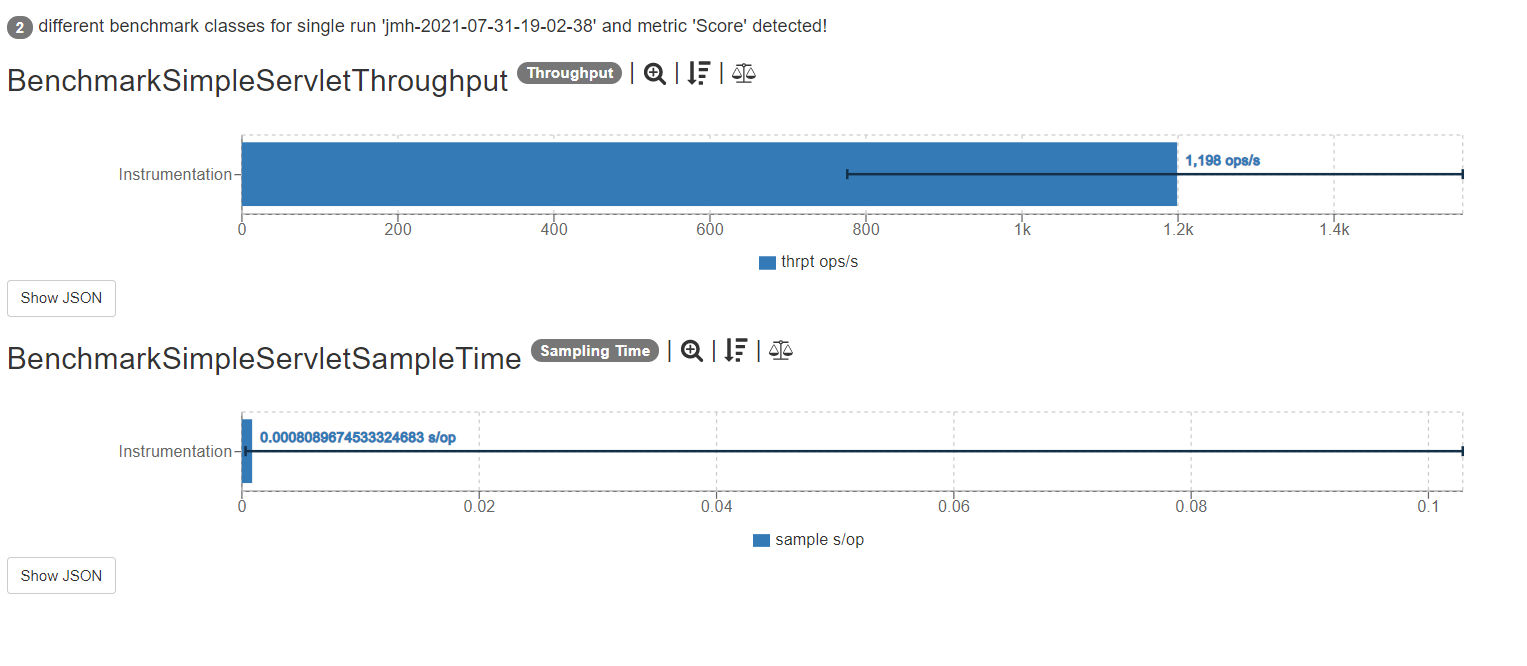 2 different benchmark classes for single run 'jmh-2021-07-31-19-02-38' and metric 'Score' detected!
BenchmarkSimpleServletThroughput Throughput | | |
1,198 ops/s
Instrumentation
0 200 400 600 800 1k 1.2k 1.4k
thrpt ops/s
Show JSON
BenchmarkSimpleServletSampleTime Sampling Time | | |
0.0008089674533324683 s/op
Instrumentation
0 0.02 0.04 0.06 0.08 0.1
sample s/op
Show JSON